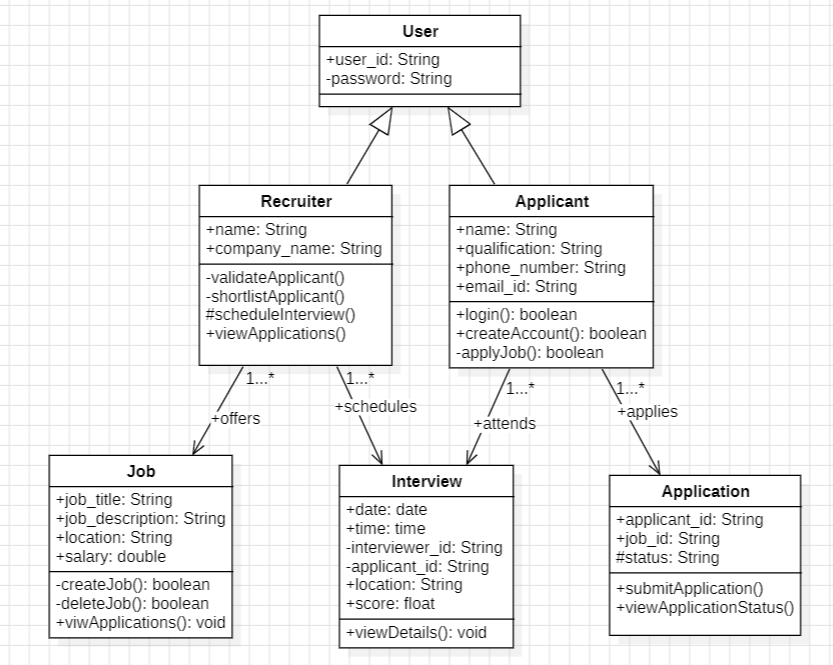 User
+user_id: String
-password: String
Recruiter
+name: String
+company_name: String
-validateApplicant()
-shortlistApplicant()
#scheduleInterview()
+viewApplications()
Applicant
+name: String
+qualification: String
+phone_number: String
+email_id: String
+login(): boolean
+createAccount(): boolean
-applyJob(): boolean
1...*
+offers
1...*
+schedules
1...*
+attends
1...*
+applies
Job
+job_title: String
+job_description: String
+location: String
+salary: double
-createJob(): boolean
-deleteJob(): boolean
+viwApplications(): void
Interview
+date: date
+time: time
-interviewer_id: String
-applicant_id: String
+location: String
+score: float
+viewDetails(): void
Application
+applicant_id: String
+job_id: String
#status: String
+submitApplication()
+viewApplicationStatus()